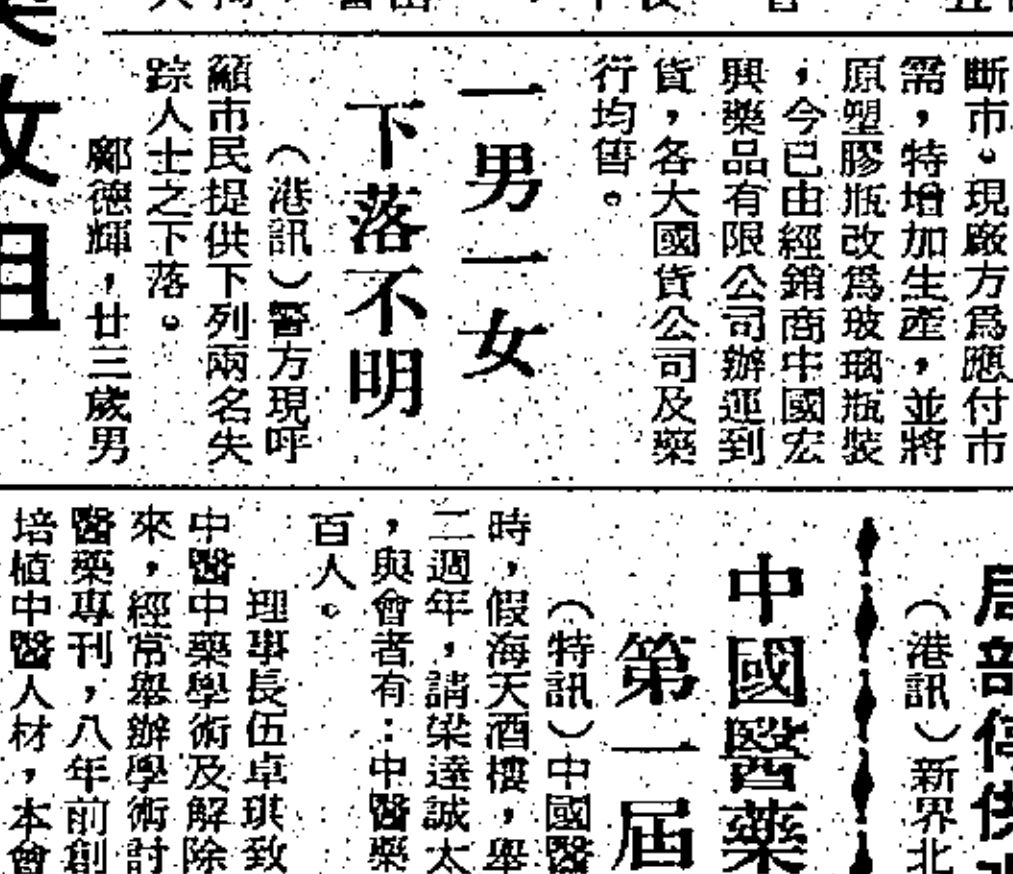 斷市。現廠方爲應付市
需，特增加生產，並將
原塑膠瓶改爲玻璃瓶裝
，今已由經銷商中國宏
興藥品有限公司辦運到
貨，各大國貨公司及藥
行均售。
一男一女
下落不明
（港訊）警方現呼
籲市民提供下列兩名失
踪人士之下落。
鄺德輝，廿三歲男
局部停供
（港訊）新界北
中國醫藥
第一屆
（特訊）中國醫
時，假海天酒樓，舉
二週年，請梁達誠太
，與會者有：中醫藥
百人。
理事長伍卓琪致
中醫中藥學術及解除
來，經常舉辦學術討
醫藥專刊，八年前創
培植中醫人材，本會